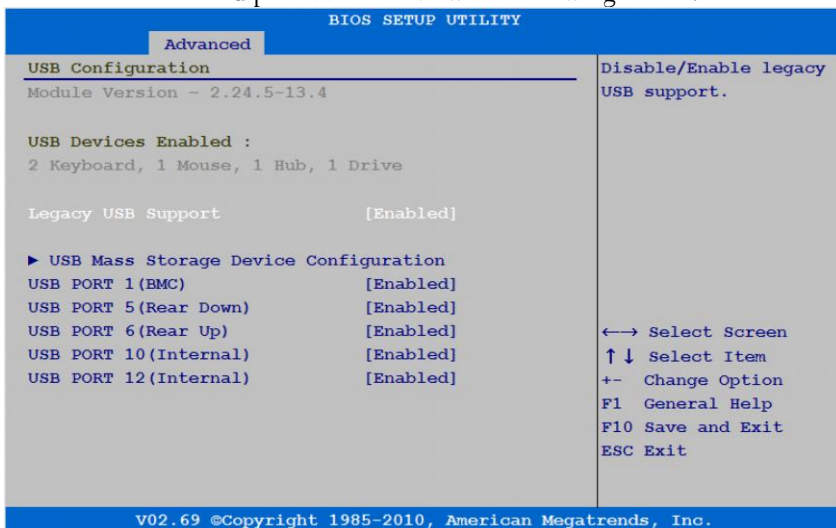 BIOS SETUP UTILITY
Advanced
USB Configuration
Module Version - 2.24.5-13.4
USB Devices Enabled :
2 Keyboard, 1 Mouse, 1 Hub, 1 Drive
Legacy USB Support [Enabled]
► USB Mass Storage Device Configuration
USB PORT 1(BMC) [Enabled]
USB PORT 5(Rear Down) [Enabled]
USB PORT 6(Rear Up) [Enabled]
USB PORT 10(Internal) [Enabled]
USB PORT 12(Internal) [Enabled]
Disable/Enable legacy
USB support.
←→ Select Screen
↑↓ Select Item
+- Change Option
F1 General Help
F10 Save and Exit
ESC Exit
V02.69 ©Copyright 1985-2010, American Megatrends, Inc.